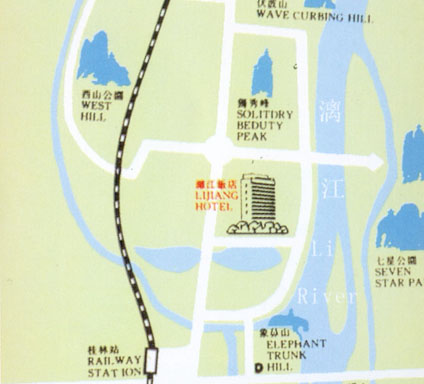 伏波山
WAVE CURBING HILL
西山公園
WEST
HILL
獨秀峰
SOLITDRY
BEDUTY
PEAK
漓
江
Li
River
灕江飯店
LIJIANG
HOTEL
七星公園
SEVEN
STAR PA
象鼻山
ELEPHANT
TRUNK
HILL
桂林站
RAILWAY
STATION